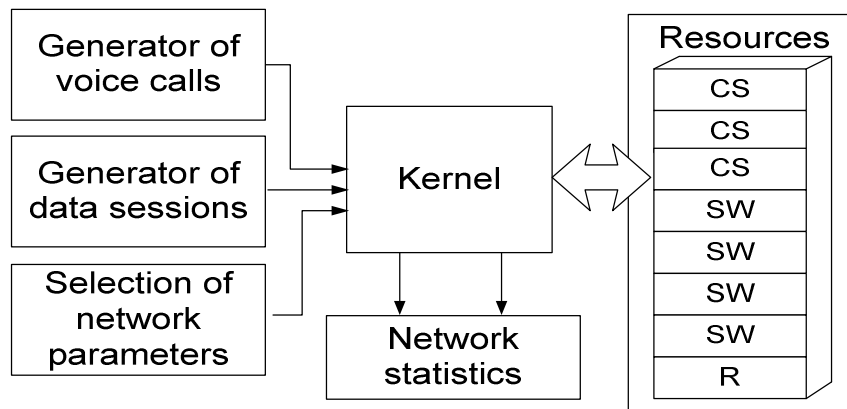 Generator of
voice calls
Generator of
data sessions
Selection of
network
parameters
Kernel
Network
statistics
Resources
CS
CS
CS
SW
SW
SW
SW
R